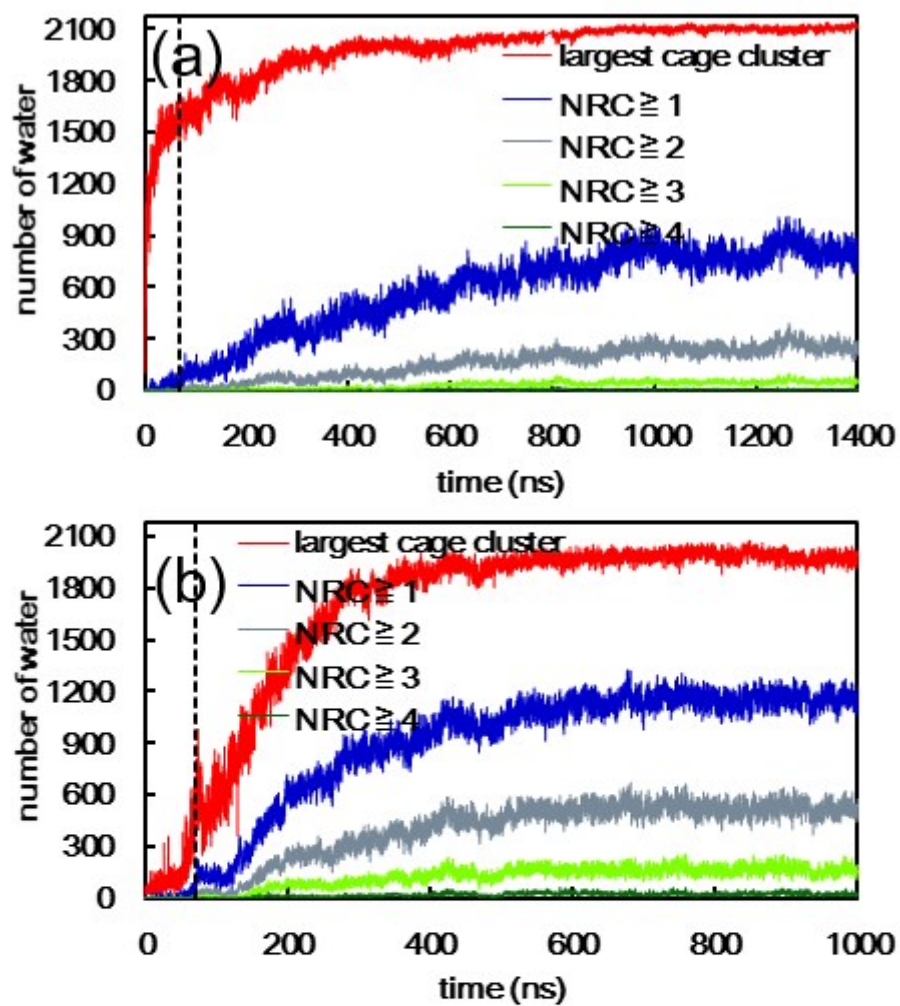 (a)
2100
1800
1500
1200
900
600
300
0
number of water
largest cage cluster
NRC≧1
NRC≧2
NRC≧3
NRC≧4
0 200 400 600 800 1000 1200 1400
time (ns)
(b)
2100
1800
1500
1200
900
600
300
0
number of water
largest cage cluster
NRC≧1
NRC≧2
NRC≧3
NRC≧4
0 200 400 600 800 1000
time (ns)